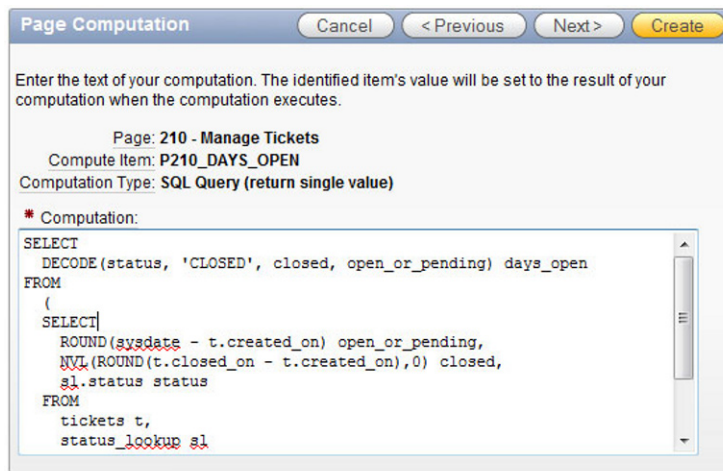 Page Computation
Cancel
< Previous
Next >
Create
Enter the text of your computation. The identified item's value will be set to the result of your
computation when the computation executes.
Page: 210 - Manage Tickets
Compute Item: P210_DAYS_OPEN
Computation Type: SQL Query (return single value)
* Computation:
SELECT
DECODE(status, 'CLOSED', closed, open_or_pending) days_open
FROM
(
SELECT
ROUND(sysdate - t.created_on) open_or_pending,
NVL(ROUND(t.closed_on - t.created_on),0) closed,
sl.status status
FROM
tickets t,
status_lookup sl